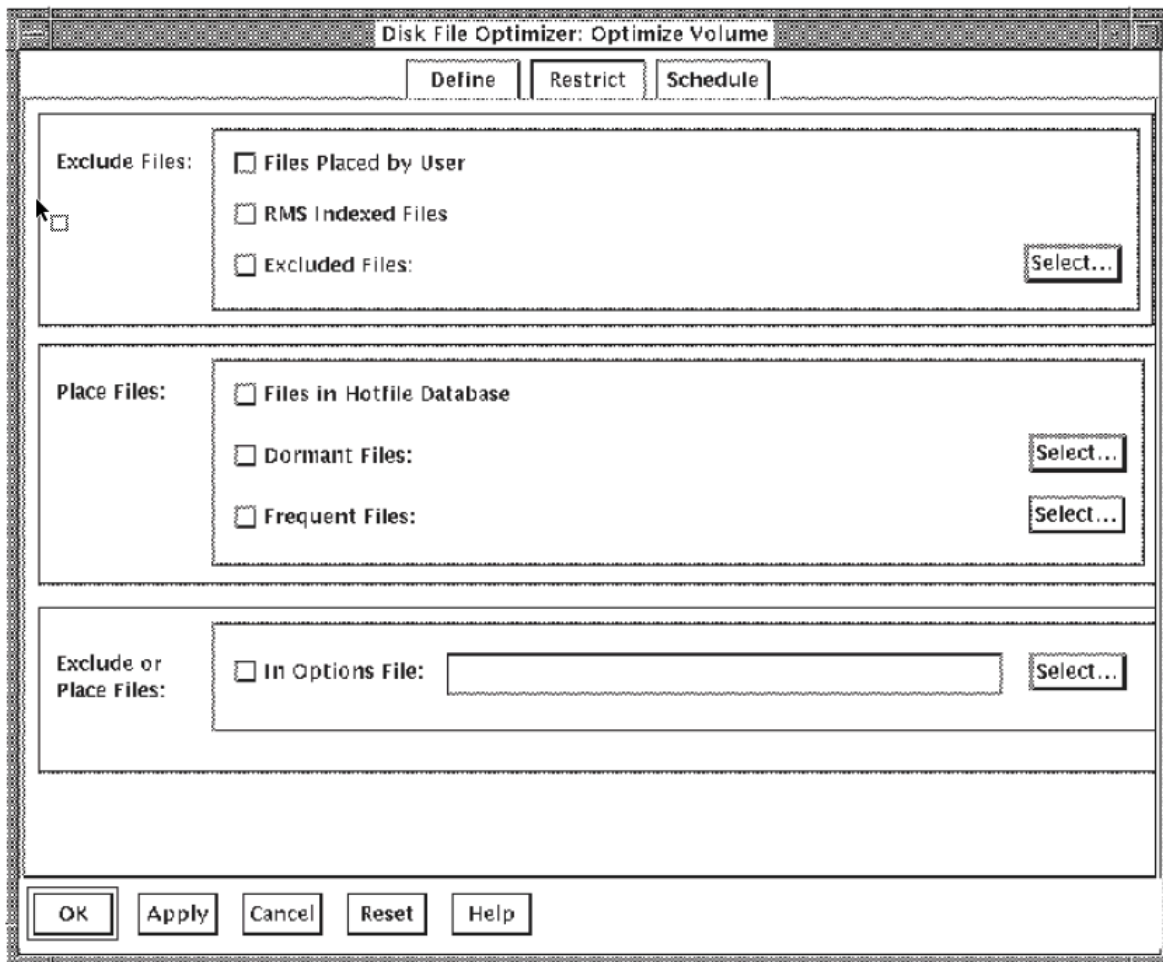 Disk File Optimizer: Optimize Volume
Define Restrict Schedule
Exclude Files: Files Placed by User
RMS Indexed Files
Excluded Files: Select...
Place Files: Files in Hotfile Database
Dormant Files: Select...
Frequent Files: Select...
Exclude or
Place Files:
In Options File: Select...
OK Apply Cancel Reset Help